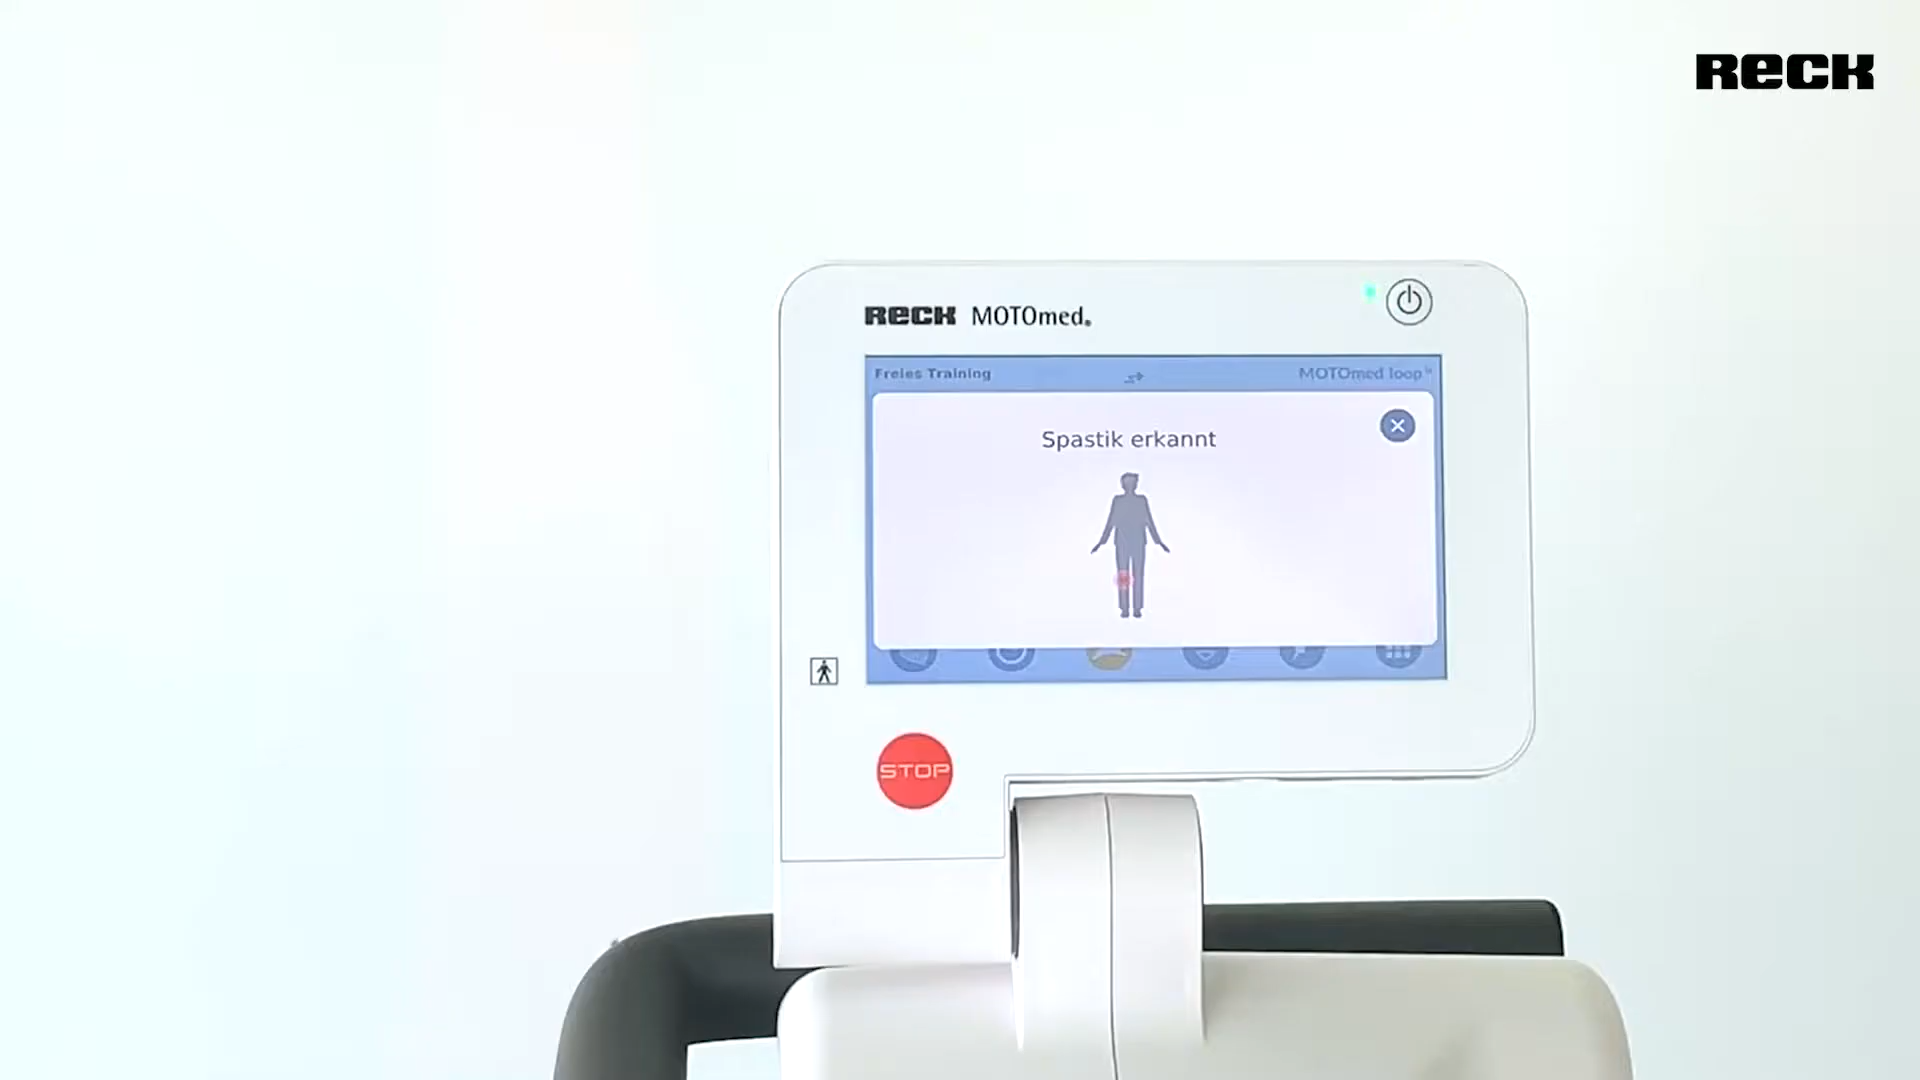 RECK
RECK MOTOmed®
Freies Training
MOTOmed loop
Spastik erkannt
STOP